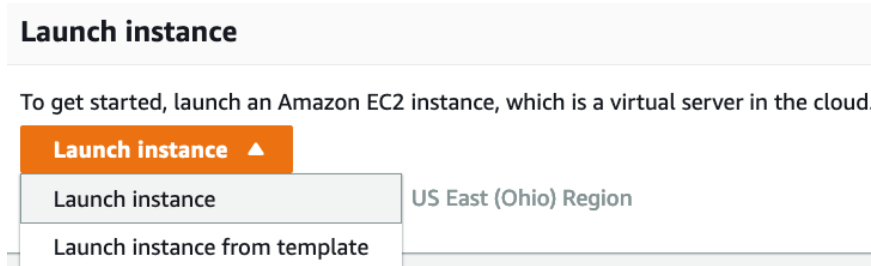 Launch instance
To get started, launch an Amazon EC2 instance, which is a virtual server in the cloud.
Launch instance
Launch instance
US East (Ohio) Region
Launch instance from template